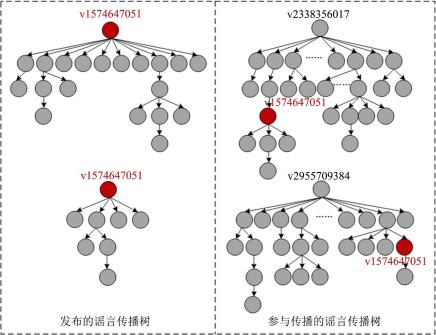 v1574647051
v2338356017
......
......
v1574647051
v1574647051
v2955709384
......
v1574647051
发布的谣言传播树
参与传播的谣言传播树